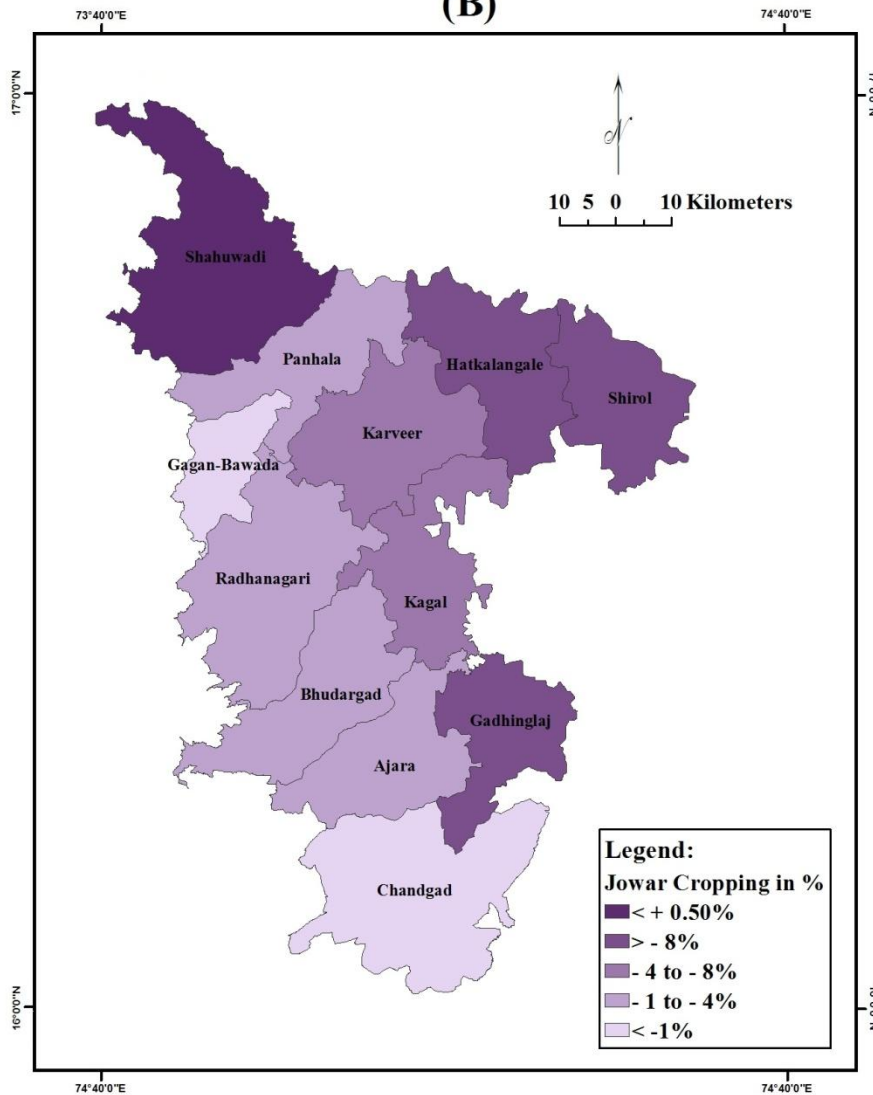 (B)
73°40'0"E
74°40'0"E
17°0'0"N
N
10 5 0 10 Kilometers
Shahuwadi
Panhala
Hatkalangale
Shirol
Karveer
Gagan-Bawada
Radhanagari
Kagal
Bhudargad
Gadhinglaj
Ajara
Chandgad
Legend:
Jowar Cropping in %
< + 0.50%
> - 8%
- 4 to - 8%
- 1 to - 4%
< -1%
16°0'0"N
74°40'0"E
74°40'0"E